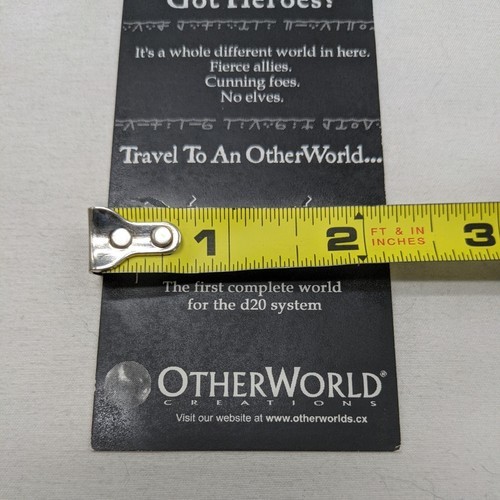 Got Heroes?
It's a whole different world in here.
Fierce allies.
Cunning foes.
No elves.
Travel To An OtherWorld...
1 2 FT & IN 3
INCHES
The first complete world
for the d20 system
OTHERWORLD®
CREATIONS
Visit our website at www.otherworlds.cx